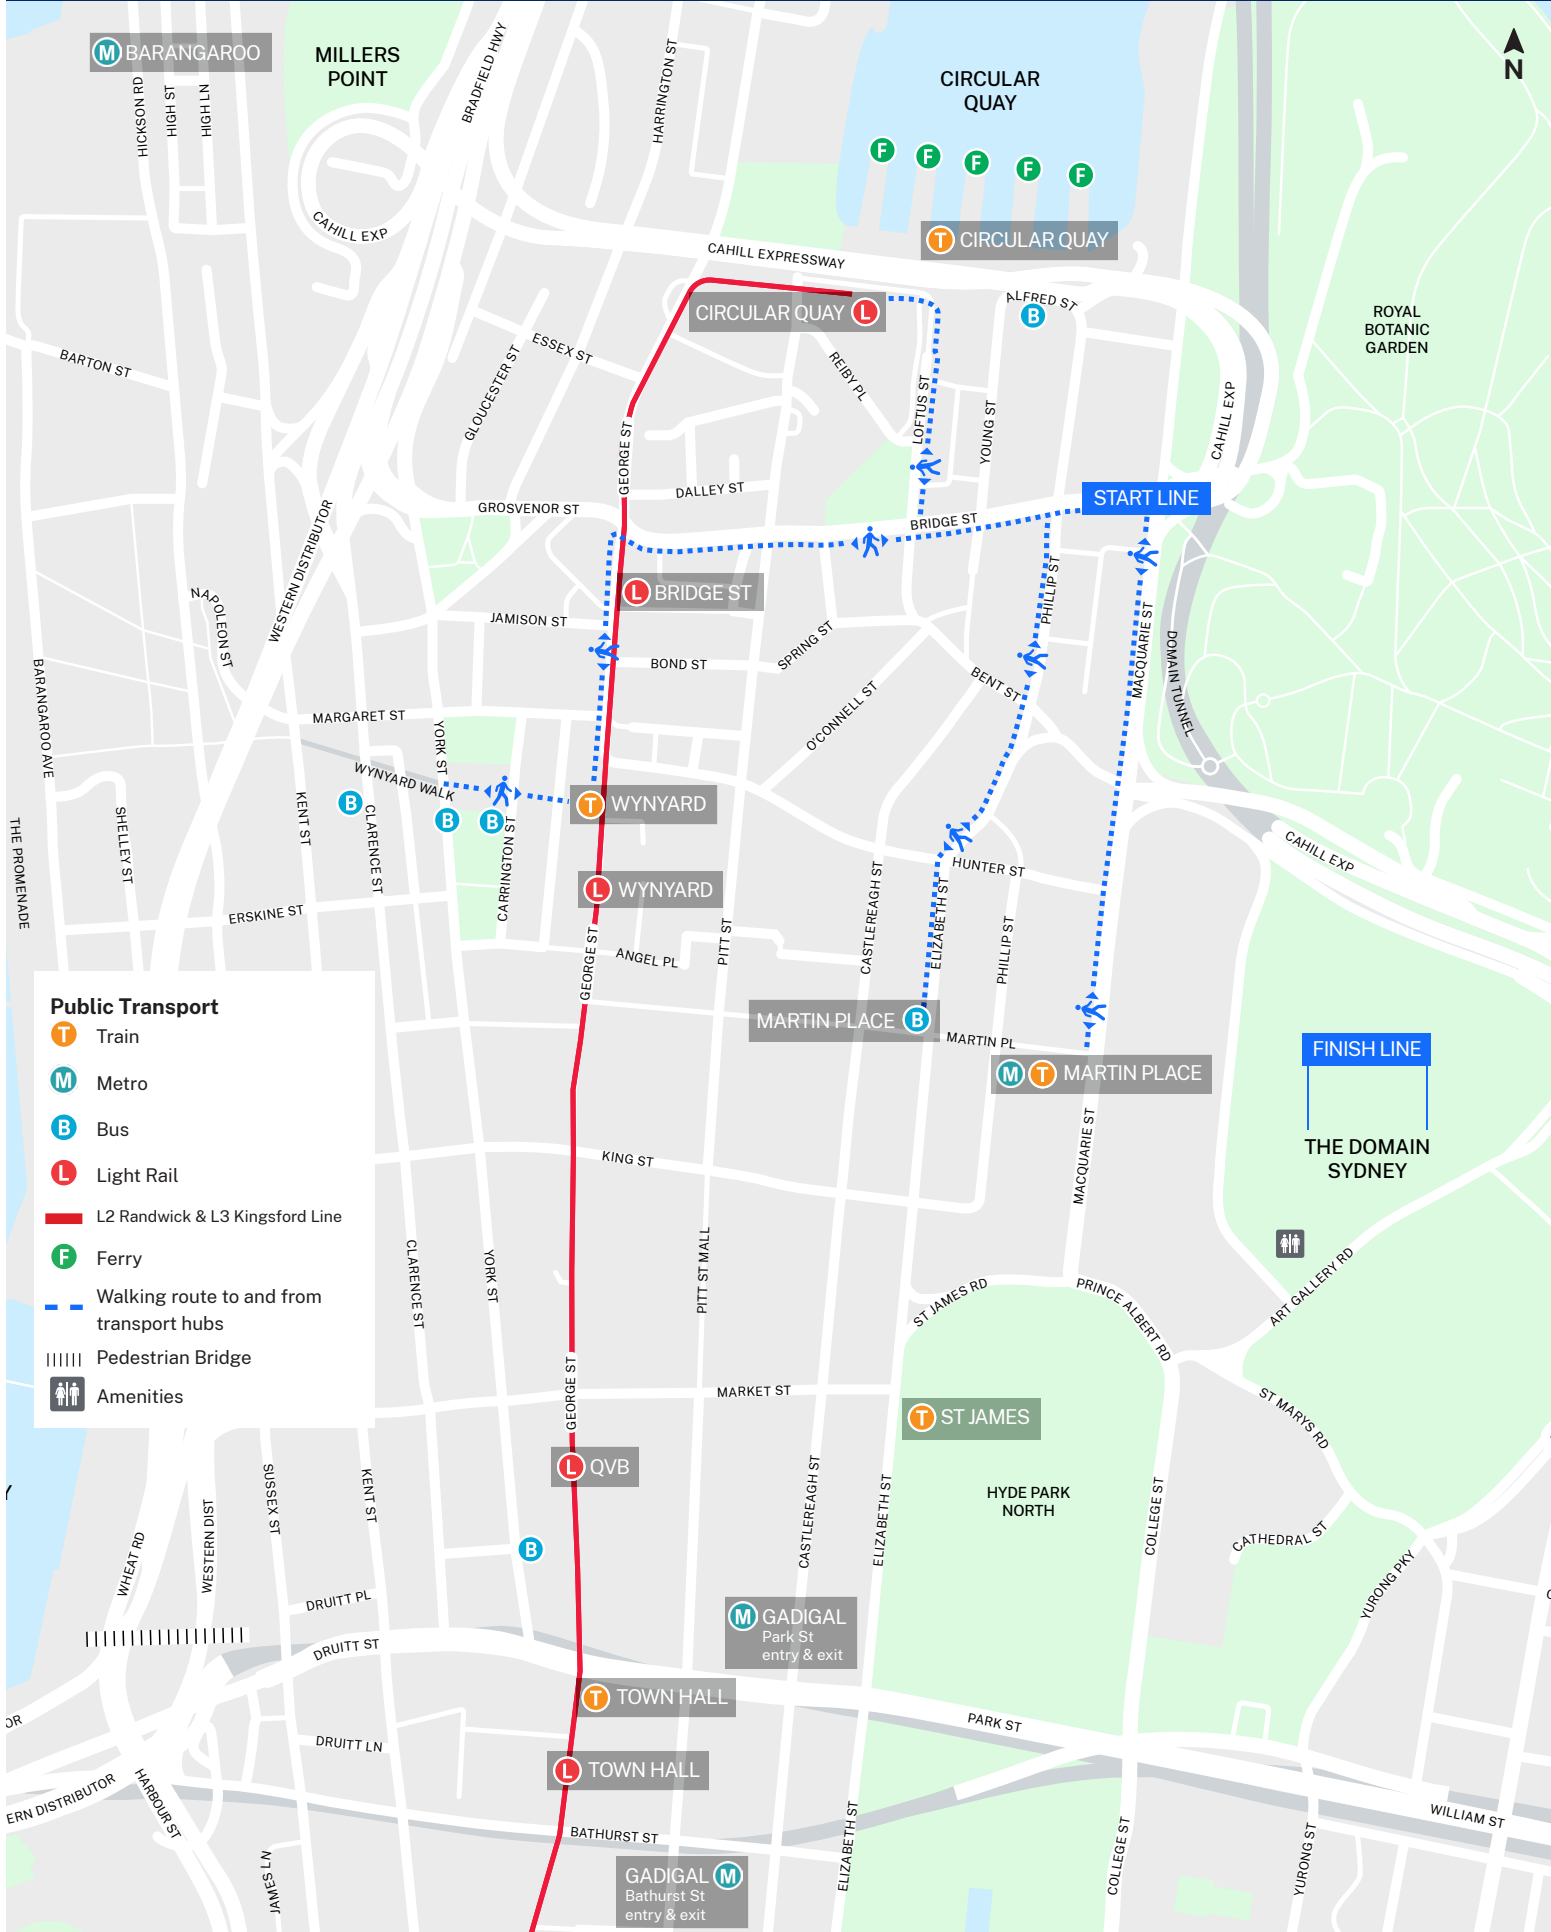 M BARANGAROO
MILLERS
POINT
BRADFIELD HWY
HARRINGTON ST
CIRCULAR
QUAY
N
HICKSON RD
HIGH ST
HIGH LN
F
F
F
F
F
CAHILL EXP
CAHILL EXPRESSWAY
T CIRCULAR QUAY
CIRCULAR QUAY L
ALFRED ST
B
ROYAL
BOTANIC
GARDEN
BARTON ST
ESSEX ST
GLOUCESTER ST
REIBY PL
LOFTUS ST
YOUNG ST
CAHILL EXP
GEORGE ST
DALLEY ST
GROSVENOR ST
BRIDGE ST
START LINE
WESTERN DISTRIBUTOR
NAPOLEON ST
L BRIDGE ST
JAMISON ST
BOND ST
SPRING ST
PHILLIP ST
MACQUARIE ST
DOMAIN TUNNEL
BENT ST
O'CONNELL ST
BARANGAROO AVE
MARGARET ST
YORK ST
WYNYARD WALK
B
B
B
T WYNYARD
THE PROMENADE
SHELLEY ST
KENT ST
CLARENCE ST
CARRINGTON ST
L WYNYARD
HUNTER ST
CAHILL EXP
CASTLEREAGH ST
ELIZABETH ST
PHILLIP ST
ERSKINE ST
GEORGE ST
ANGEL PL
PITT ST
MARTIN PLACE B
MARTIN PL
M T MARTIN PLACE
FINISH LINE
THE DOMAIN
SYDNEY
Public Transport
T Train
M Metro
B Bus
L Light Rail
L2 Randwick & L3 Kingsford Line
F Ferry
Walking route to and from
transport hubs
Pedestrian Bridge
Amenities
KING ST
MACQUARIE ST
CLARENCE ST
YORK ST
PITT ST MALL
ST JAMES RD
PRINCE ALBERT RD
ART GALLERY RD
GEORGE ST
MARKET ST
T ST JAMES
ST MARYS RD
L QVB
HYDE PARK
NORTH
Y
SUSSEX ST
KENT ST
CASTLEREAGH ST
ELIZABETH ST
COLLEGE ST
CATHEDRAL ST
WHEAT RD
WESTERN DIST
B
YURONG PKY
DRUITT PL
M GADIGAL
Park St
entry & exit
DRUITT ST
T TOWN HALL
PARK ST
OR
DRUITT LN
L TOWN HALL
ERN DISTRIBUTOR
HARBOUR ST
WILLIAM ST
BATHURST ST
ELIZABETH ST
COLLEGE ST
YURONG ST
JAMES LN
GADIGAL M
Bathurst St
entry & exit